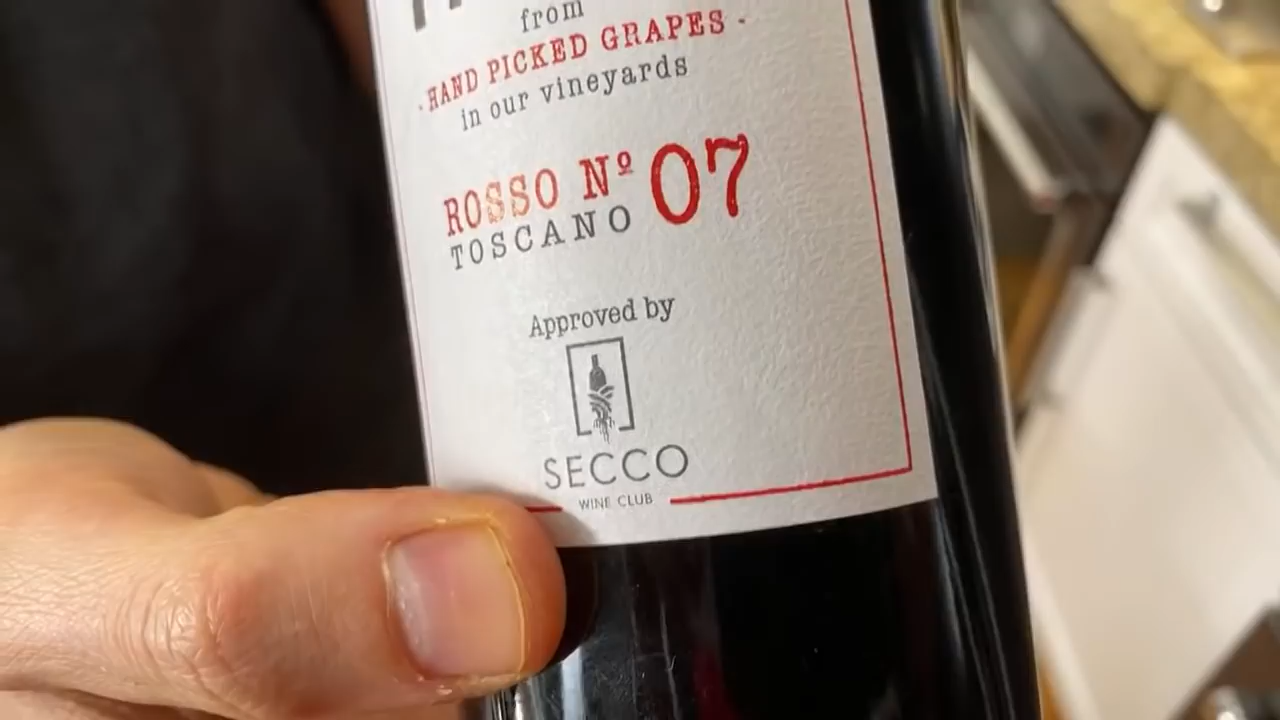 from
·HAND PICKED GRAPES·
in our vineyards
ROSSO Nº 07
TOSCANO
Approved by
SECCO
WINE CLUB